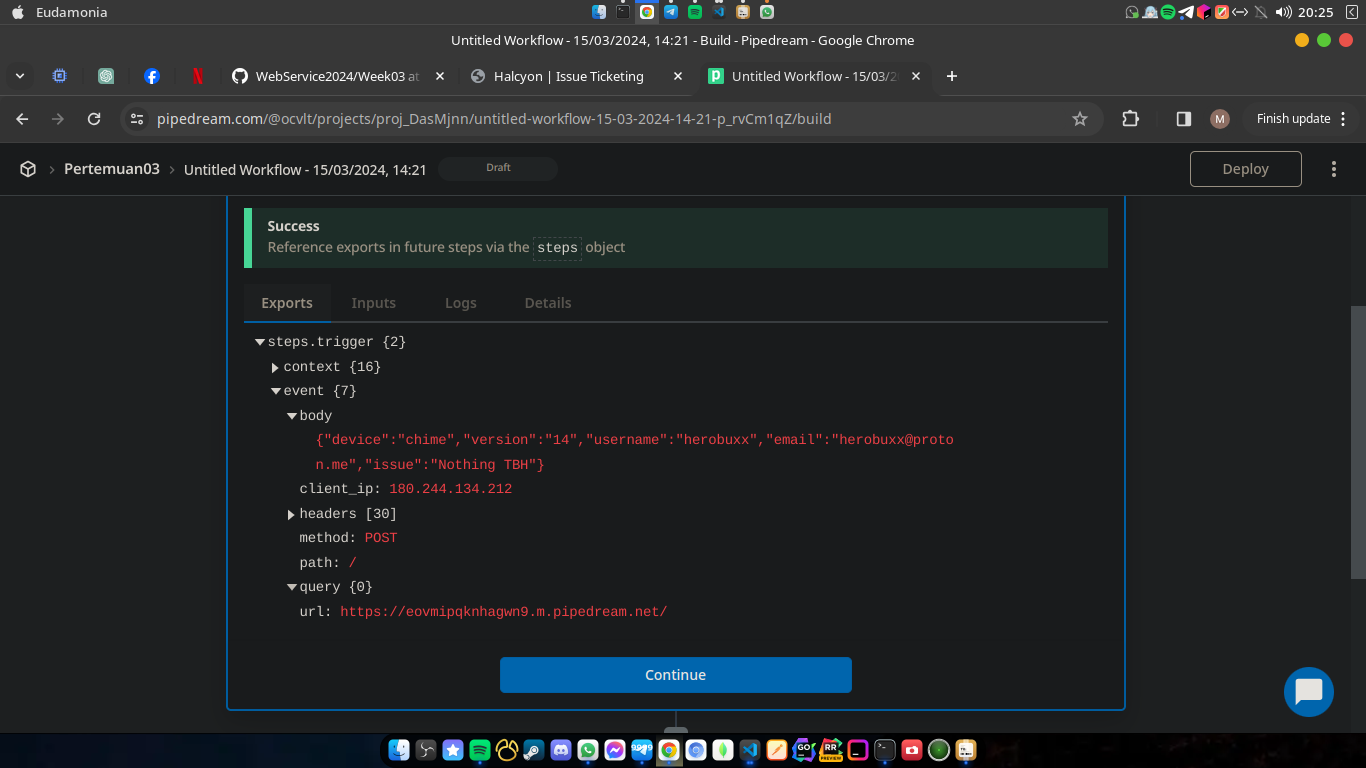 Eudamonia
20:25
Untitled Workflow - 15/03/2024, 14:21 - Build - Pipedream - Google Chrome
WebService2024/Week03 at
Halcyon | Issue Ticketing
Untitled Workflow - 15/03/2
pipedream.com/@ocvlt/projects/proj_DasMjnn/untitled-workflow-15-03-2024-14-21-p_rvCm1qZ/build
M
Finish update
Pertemuan03
Untitled Workflow - 15/03/2024, 14:21
Draft
Deploy
Success
Reference exports in future steps via the steps object
Exports Inputs Logs Details
steps.trigger {2}
context {16}
event {7}
body
{"device":"chime","version":"14","username":"herobuxx","email":"herobuxx@proto
n.me","issue":"Nothing TBH"}
client_ip: 180.244.134.212
headers [30]
method: POST
path: /
query {0}
url: https://eovmipqknhagwn9.m.pipedream.net/
Continue
9999
GO
RR
PREVIEW